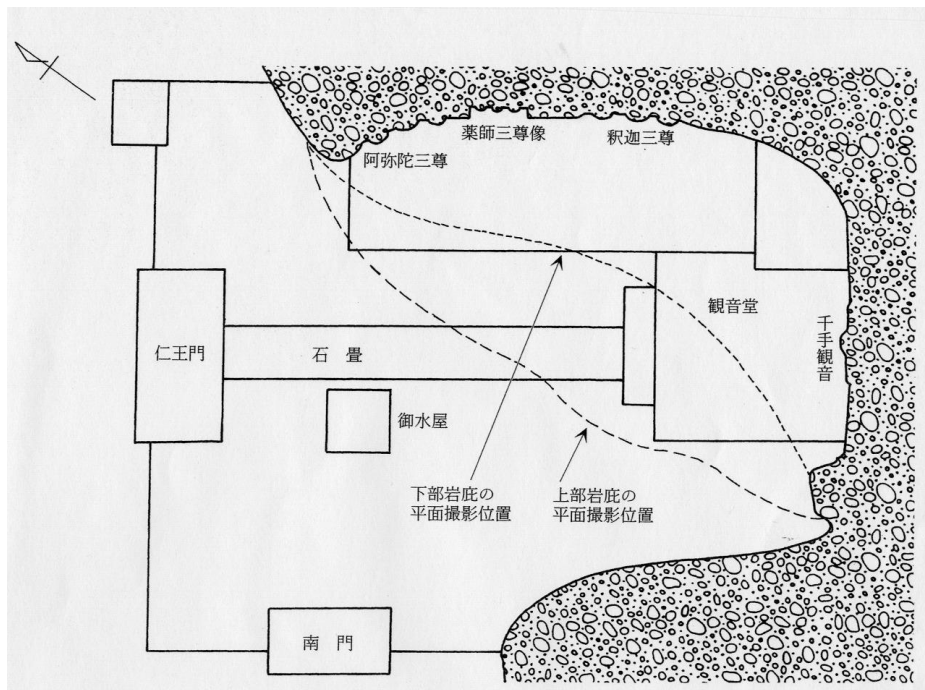 薬師三尊像
釈迦三尊
阿弥陀三尊
観音堂
千手観音
仁王門
石畳
御水屋
下部岩庇の
平面撮影位置
上部岩庇の
平面撮影位置
南門